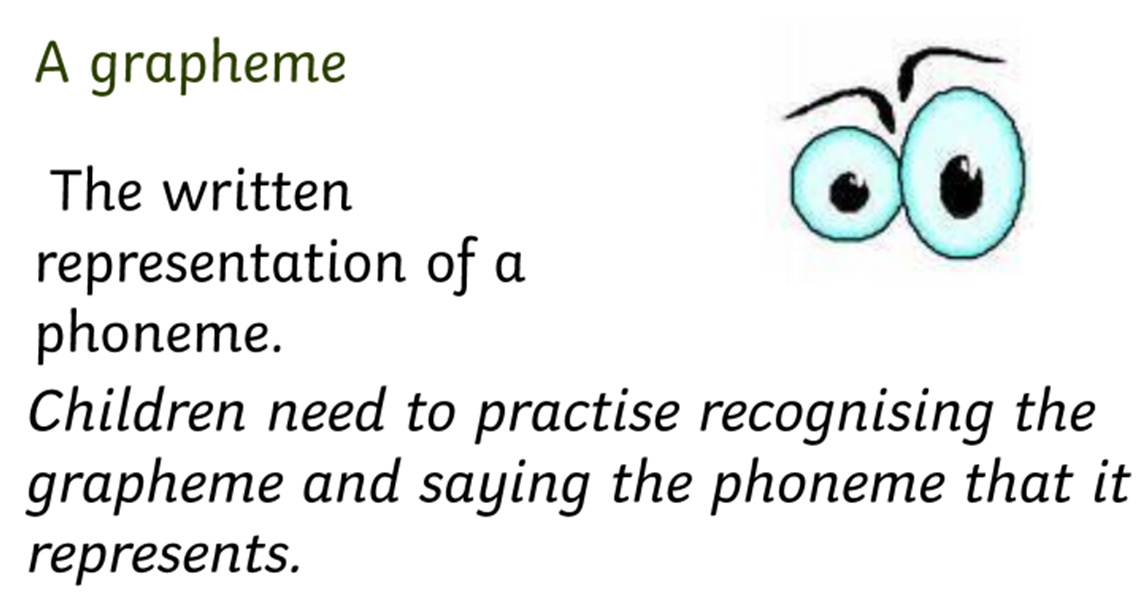 A grapheme
The written
representation of a
phoneme.
Children need to practise recognising the
grapheme and saying the phoneme that it
represents.